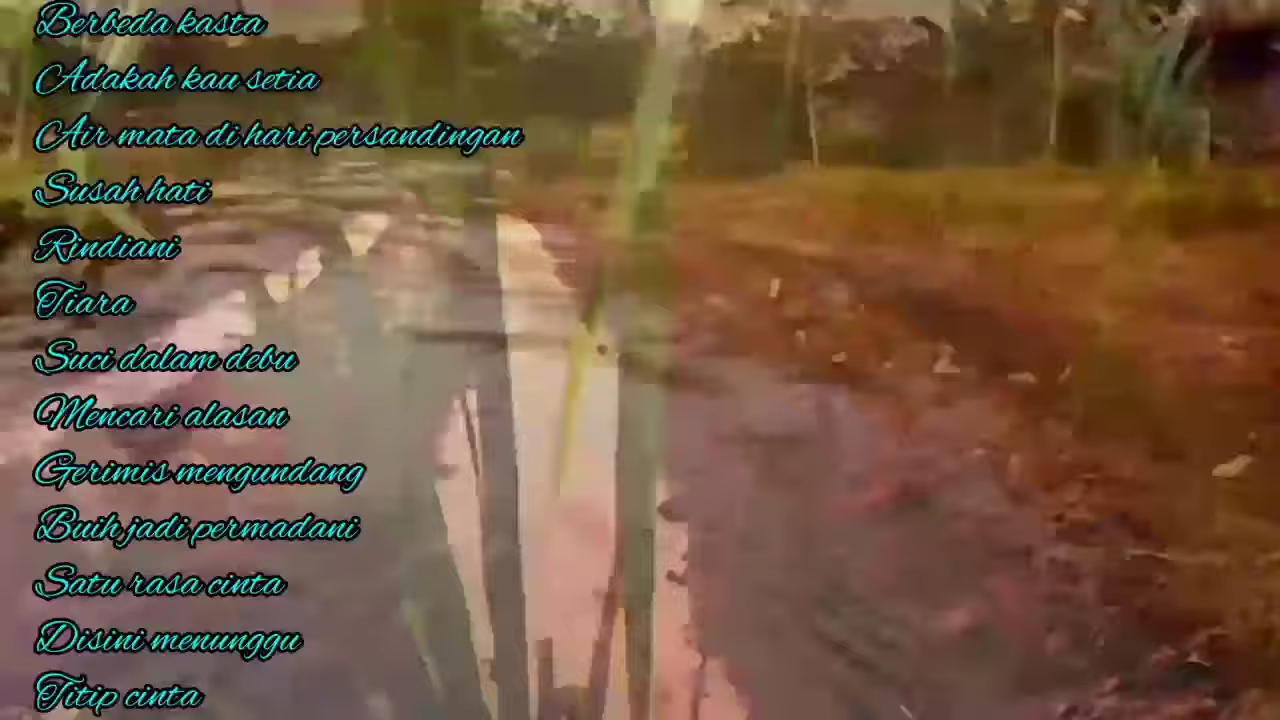 Berbeda kasta
Adakah kau setia
Air mata di hari persandingan
Susah hati
Rindiani
Tiara
Suci dalam debu
Mencari alasan
Gerimis mengundang
Buih jadi permadani
Satu rasa cinta
Disini menunggu
Titip cinta